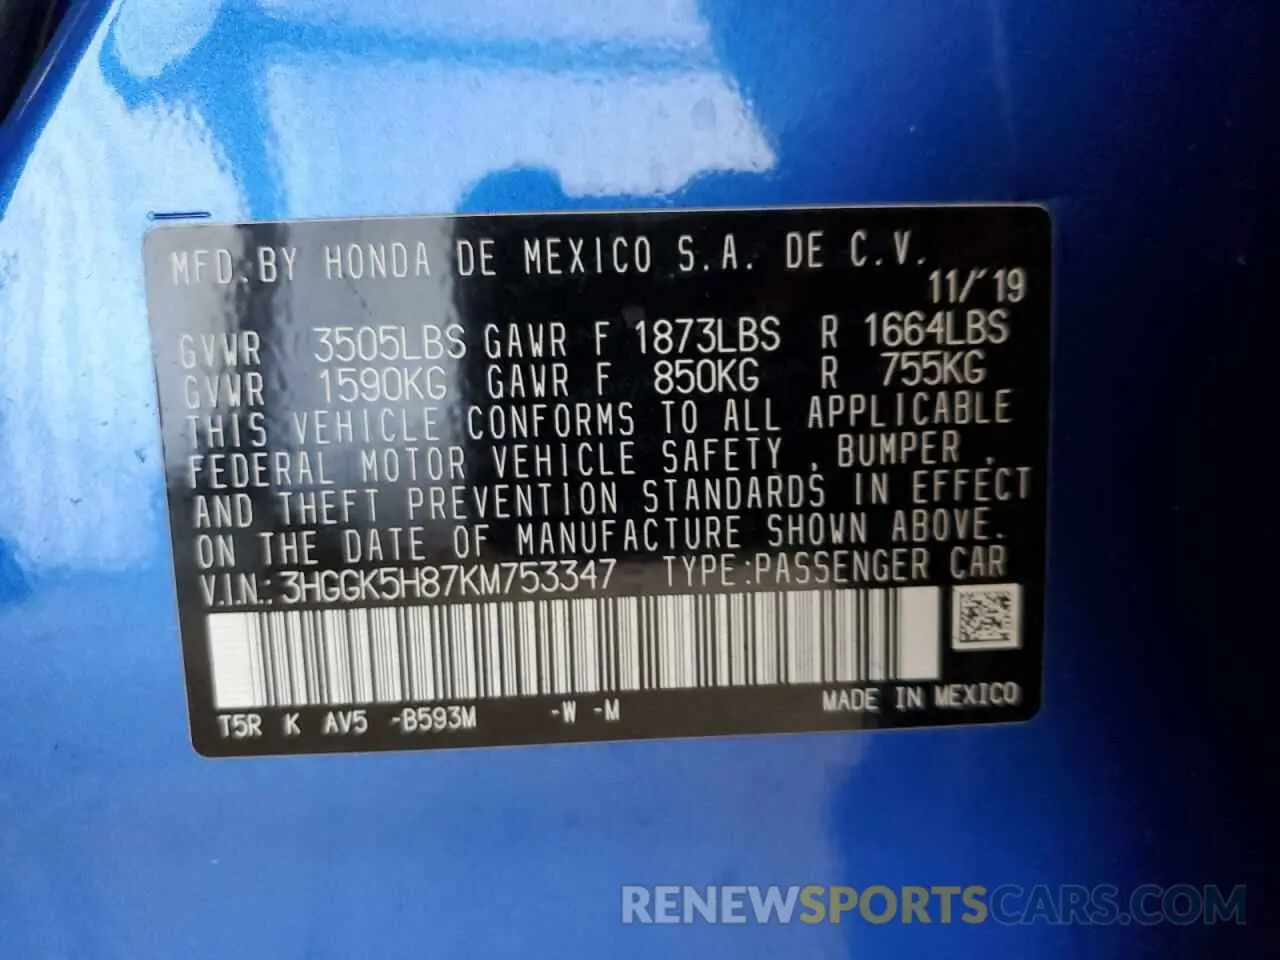 MFD. BY HONDA DE MEXICO S.A. DE C.V.
11/'19
GVWR 3505LBS GAWR F 1873LBS R 1664LBS
GVWR 1590KG GAWR F 850KG R 755KG
THIS VEHICLE CONFORMS TO ALL APPLICABLE
FEDERAL MOTOR VEHICLE SAFETY , BUMPER ,
AND THEFT PREVENTION STANDARDS IN EFFECT
ON THE DATE OF MANUFACTURE SHOWN ABOVE.
V.I.N.: 3HGGK5H87KM753347 TYPE:PASSENGER CAR
T5R K AV5 -B593M -W -M MADE IN MEXICO
RENEWSPORTSCARS.COM